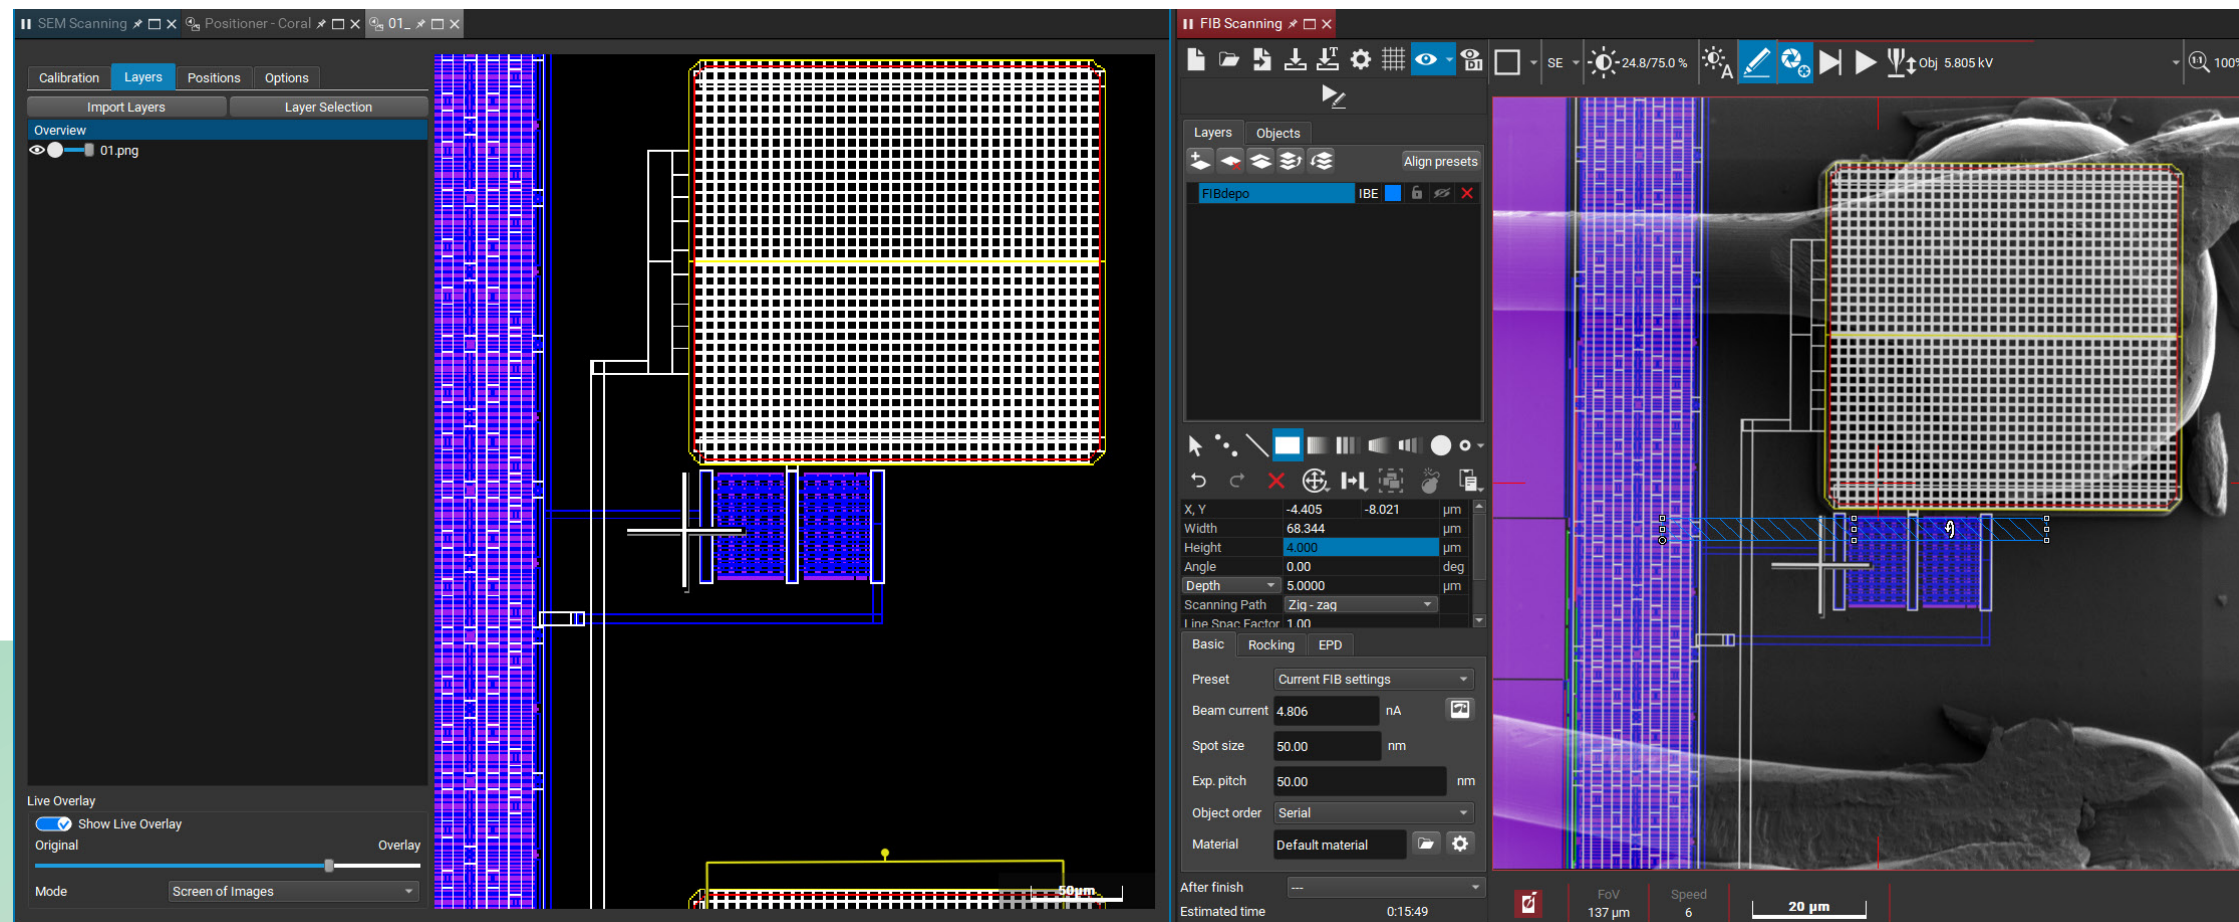 SEM Scanning
Positioner - Coral
01_
Calibration Layers Positions Options
Import Layers Layer Selection
Overview
01.png
Live Overlay
Show Live Overlay
Original Overlay
Mode Screen of Images
50µm
FIB Scanning
SE
24.8/75.0 %
A
Obj 5.805 kV
100%
Layers Objects
Align presets
FIBdepo IBE
X, Y -4.405 -8.021 µm
Width 68.344 µm
Height 4.000 µm
Angle 0.00 deg
Depth 5.0000 µm
Scanning Path Zig - zag
Line Spac Factor 1.00
Basic Rocking EPD
Preset Current FIB settings
Beam current 4.806 nA
Spot size 50.00 nm
Exp. pitch 50.00 nm
Object order Serial
Material Default material
After finish ---
Estimated time 0:15:49
FoV
137 µm
Speed
6
20 µm